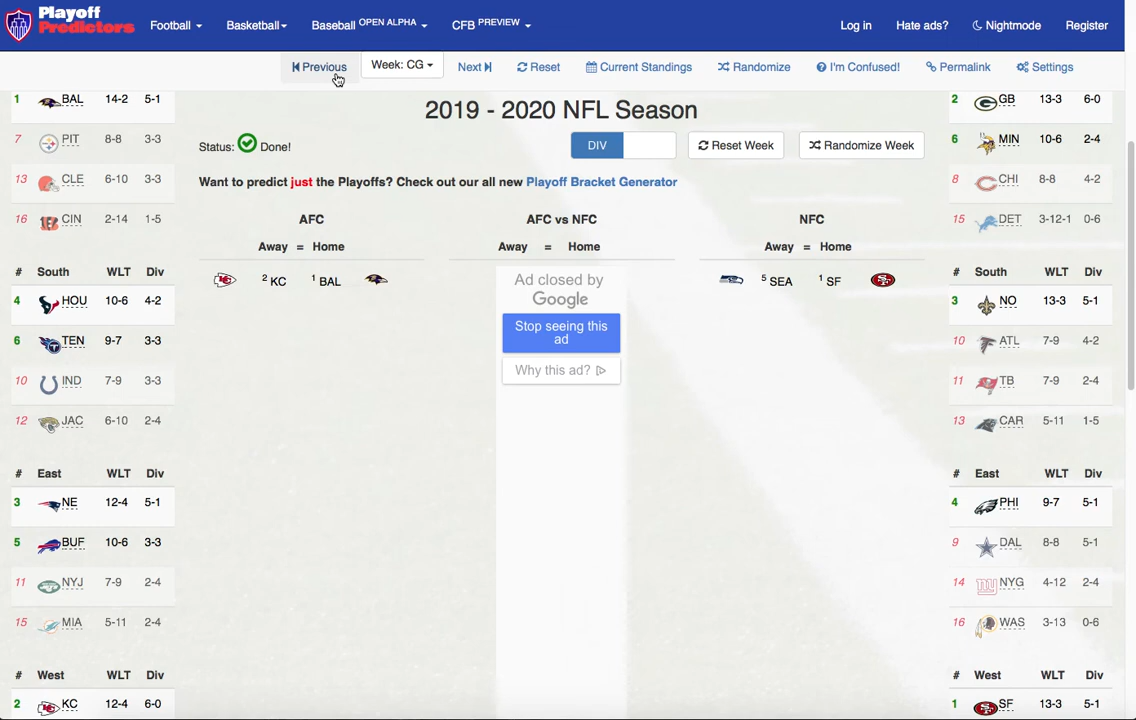 Playoff
Predictors
Football
Basketball
Baseball OPEN ALPHA
CFB PREVIEW
Log in
Hate ads?
Nightmode
Register
Previous
Week: CG
Next
Reset
Current Standings
Randomize
I'm Confused!
Permalink
Settings
1 BAL 14-2 5-1
7 PIT 8-8 3-3
13 CLE 6-10 3-3
16 CIN 2-14 1-5
# South WLT Div
4 HOU 10-6 4-2
6 TEN 9-7 3-3
10 IND 7-9 3-3
12 JAC 6-10 2-4
# East WLT Div
3 NE 12-4 5-1
5 BUF 10-6 3-3
11 NYJ 7-9 2-4
15 MIA 5-11 2-4
# West WLT Div
2 KC 12-4 6-0
2019 - 2020 NFL Season
Status: Done!
DIV
Reset Week
Randomize Week
Want to predict just the Playoffs? Check out our all new Playoff Bracket Generator
AFC
Away = Home
2 KC 1 BAL
AFC vs NFC
Away = Home
Ad closed by
Google
Stop seeing this
ad
Why this ad?
NFC
Away = Home
5 SEA 1 SF
2 GB 13-3 6-0
6 MIN 10-6 2-4
8 CHI 8-8 4-2
15 DET 3-12-1 0-6
# South WLT Div
3 NO 13-3 5-1
10 ATL 7-9 4-2
11 TB 7-9 2-4
13 CAR 5-11 1-5
# East WLT Div
4 PHI 9-7 5-1
9 DAL 8-8 5-1
14 NYG 4-12 2-4
16 WAS 3-13 0-6
# West WLT Div
1 SF 13-3 5-1